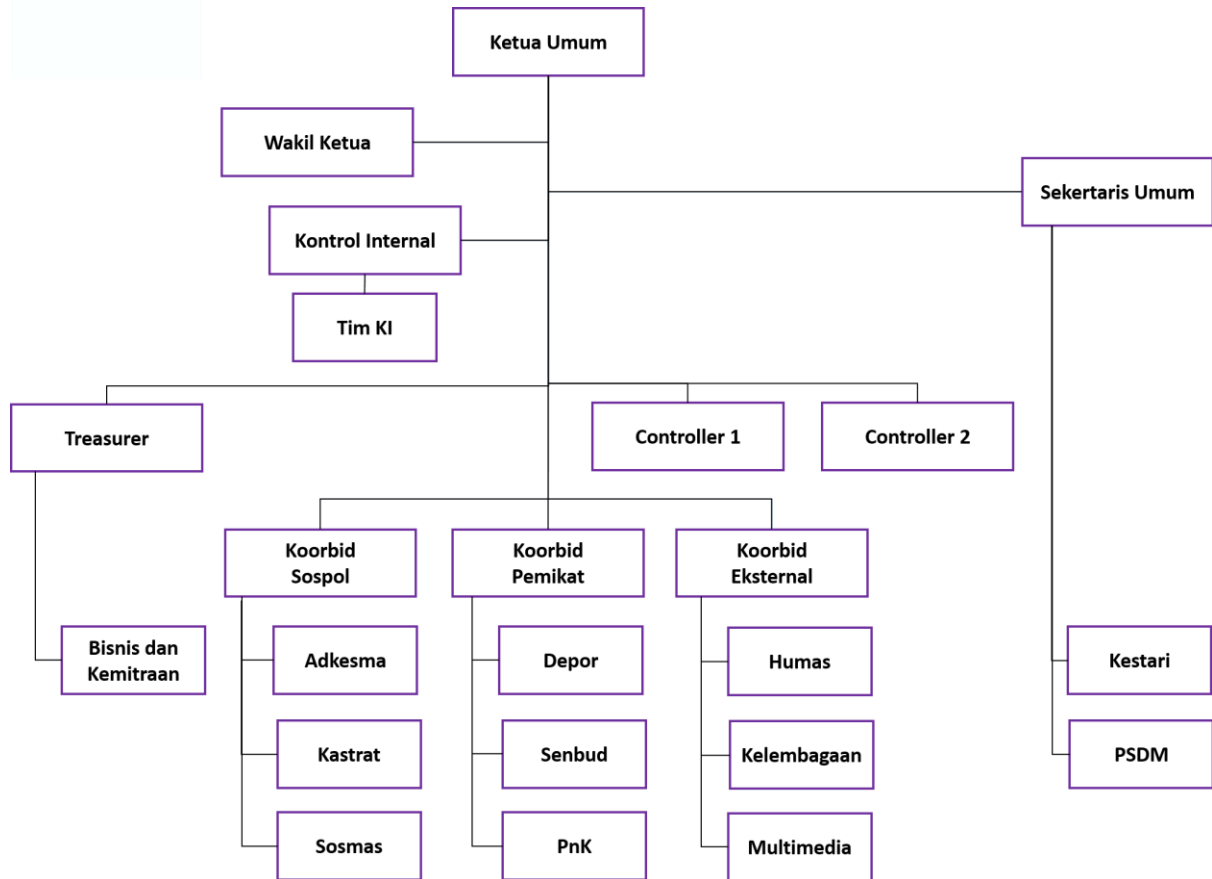 Ketua Umum
Wakil Ketua
Sekertaris Umum
Kontrol Internal
Tim KI
Treasurer
Controller 1
Controller 2
Koorbid
Sospol
Koorbid
Pemikat
Koorbid
Eksternal
Bisnis dan
Kemitraan
Adkesma
Depor
Humas
Kestari
Kastrat
Senbud
Kelembagaan
PSDM
Sosmas
PnK
Multimedia